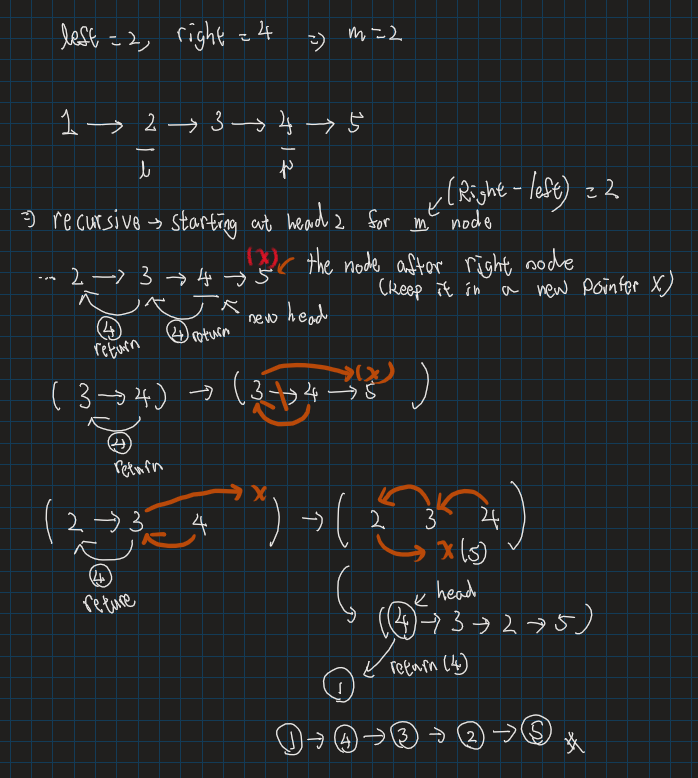 left = 2, right = 4 ⇒ m = 2
1 → 2 → 3 → 4 → 5
l r
(Right - left) = 2
⇒ recursive → starting at head 2 for m node
(X)
... 2 → 3 → 4 → 5 the node after right node
(keep it in a new pointer X)
④ return ④ return new head
(3 → 4) → (3 → 4 → 5) (X)
④
return
(2 → 3 4) X → (2 3 4)
X (5)
④
return
head
(④ → 3 → 2 → 5)
return (4)
①
① → ④ → ③ → ② → ⑤